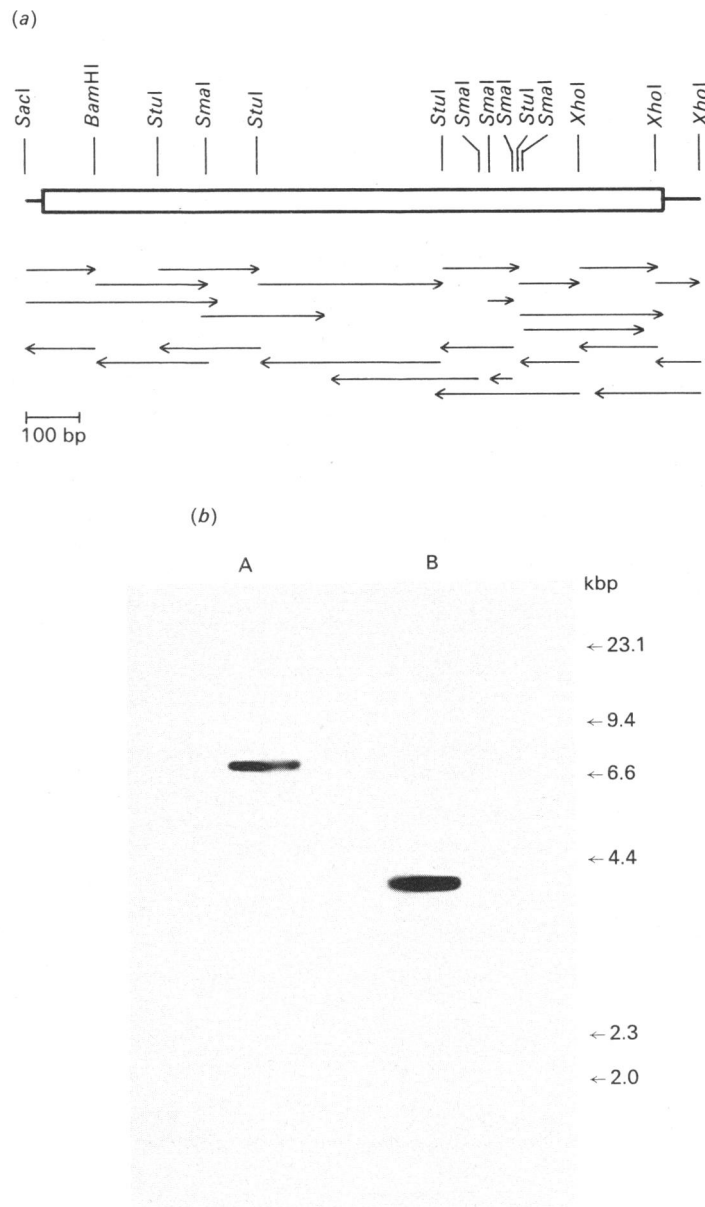 (a)
SacI
BamHI
StuI
SmaI
StuI
StuI
SmaI
SmaI
SmaI
StuI
SmaI
XhoI
XhoI
XhoI
100 bp
(b)
A B
kbp
←23.1
←9.4
←6.6
←4.4
←2.3
←2.0